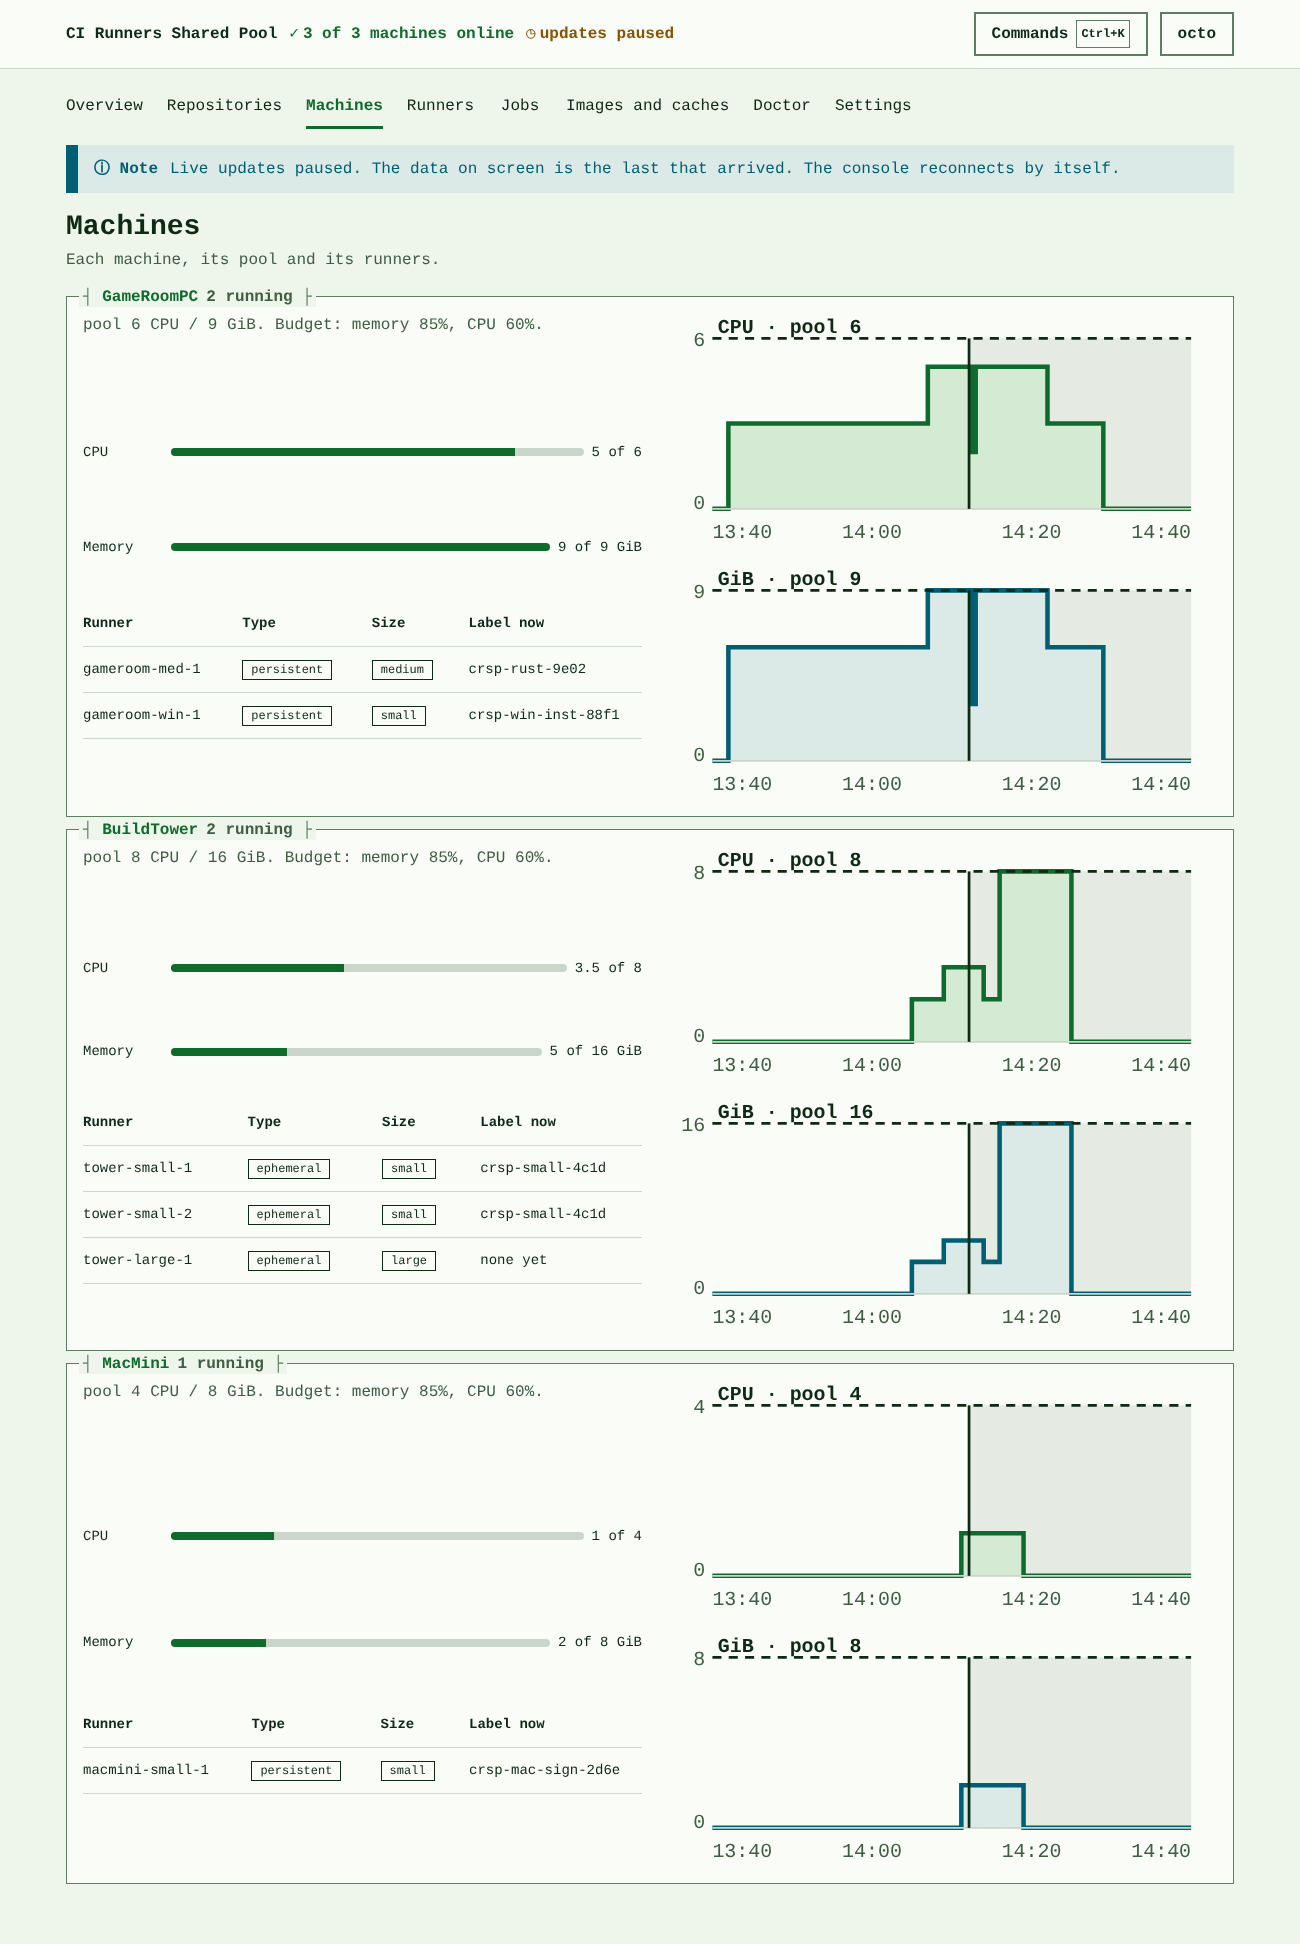 CI Runners Shared Pool ✓ 3 of 3 machines online ◷ updates paused
Commands Ctrl+K
octo
Overview Repositories Machines Runners Jobs Images and caches Doctor Settings
ⓘ Note Live updates paused. The data on screen is the last that arrived. The console reconnects by itself.
Machines
Each machine, its pool and its runners.
GameRoomPC 2 running
pool 6 CPU / 9 GiB. Budget: memory 85%, CPU 60%.
CPU 5 of 6
Memory 9 of 9 GiB
Runner Type Size Label now
gameroom-med-1 persistent medium crsp-rust-9e02
gameroom-win-1 persistent small crsp-win-inst-88f1
CPU · pool 6
6
0
13:40 14:00 14:20 14:40
GiB · pool 9
9
0
13:40 14:00 14:20 14:40
BuildTower 2 running
pool 8 CPU / 16 GiB. Budget: memory 85%, CPU 60%.
CPU 3.5 of 8
Memory 5 of 16 GiB
Runner Type Size Label now
tower-small-1 ephemeral small crsp-small-4c1d
tower-small-2 ephemeral small crsp-small-4c1d
tower-large-1 ephemeral large none yet
CPU · pool 8
8
0
13:40 14:00 14:20 14:40
GiB · pool 16
16
0
13:40 14:00 14:20 14:40
MacMini 1 running
pool 4 CPU / 8 GiB. Budget: memory 85%, CPU 60%.
CPU 1 of 4
Memory 2 of 8 GiB
Runner Type Size Label now
macmini-small-1 persistent small crsp-mac-sign-2d6e
CPU · pool 4
4
0
13:40 14:00 14:20 14:40
GiB · pool 8
8
0
13:40 14:00 14:20 14:40